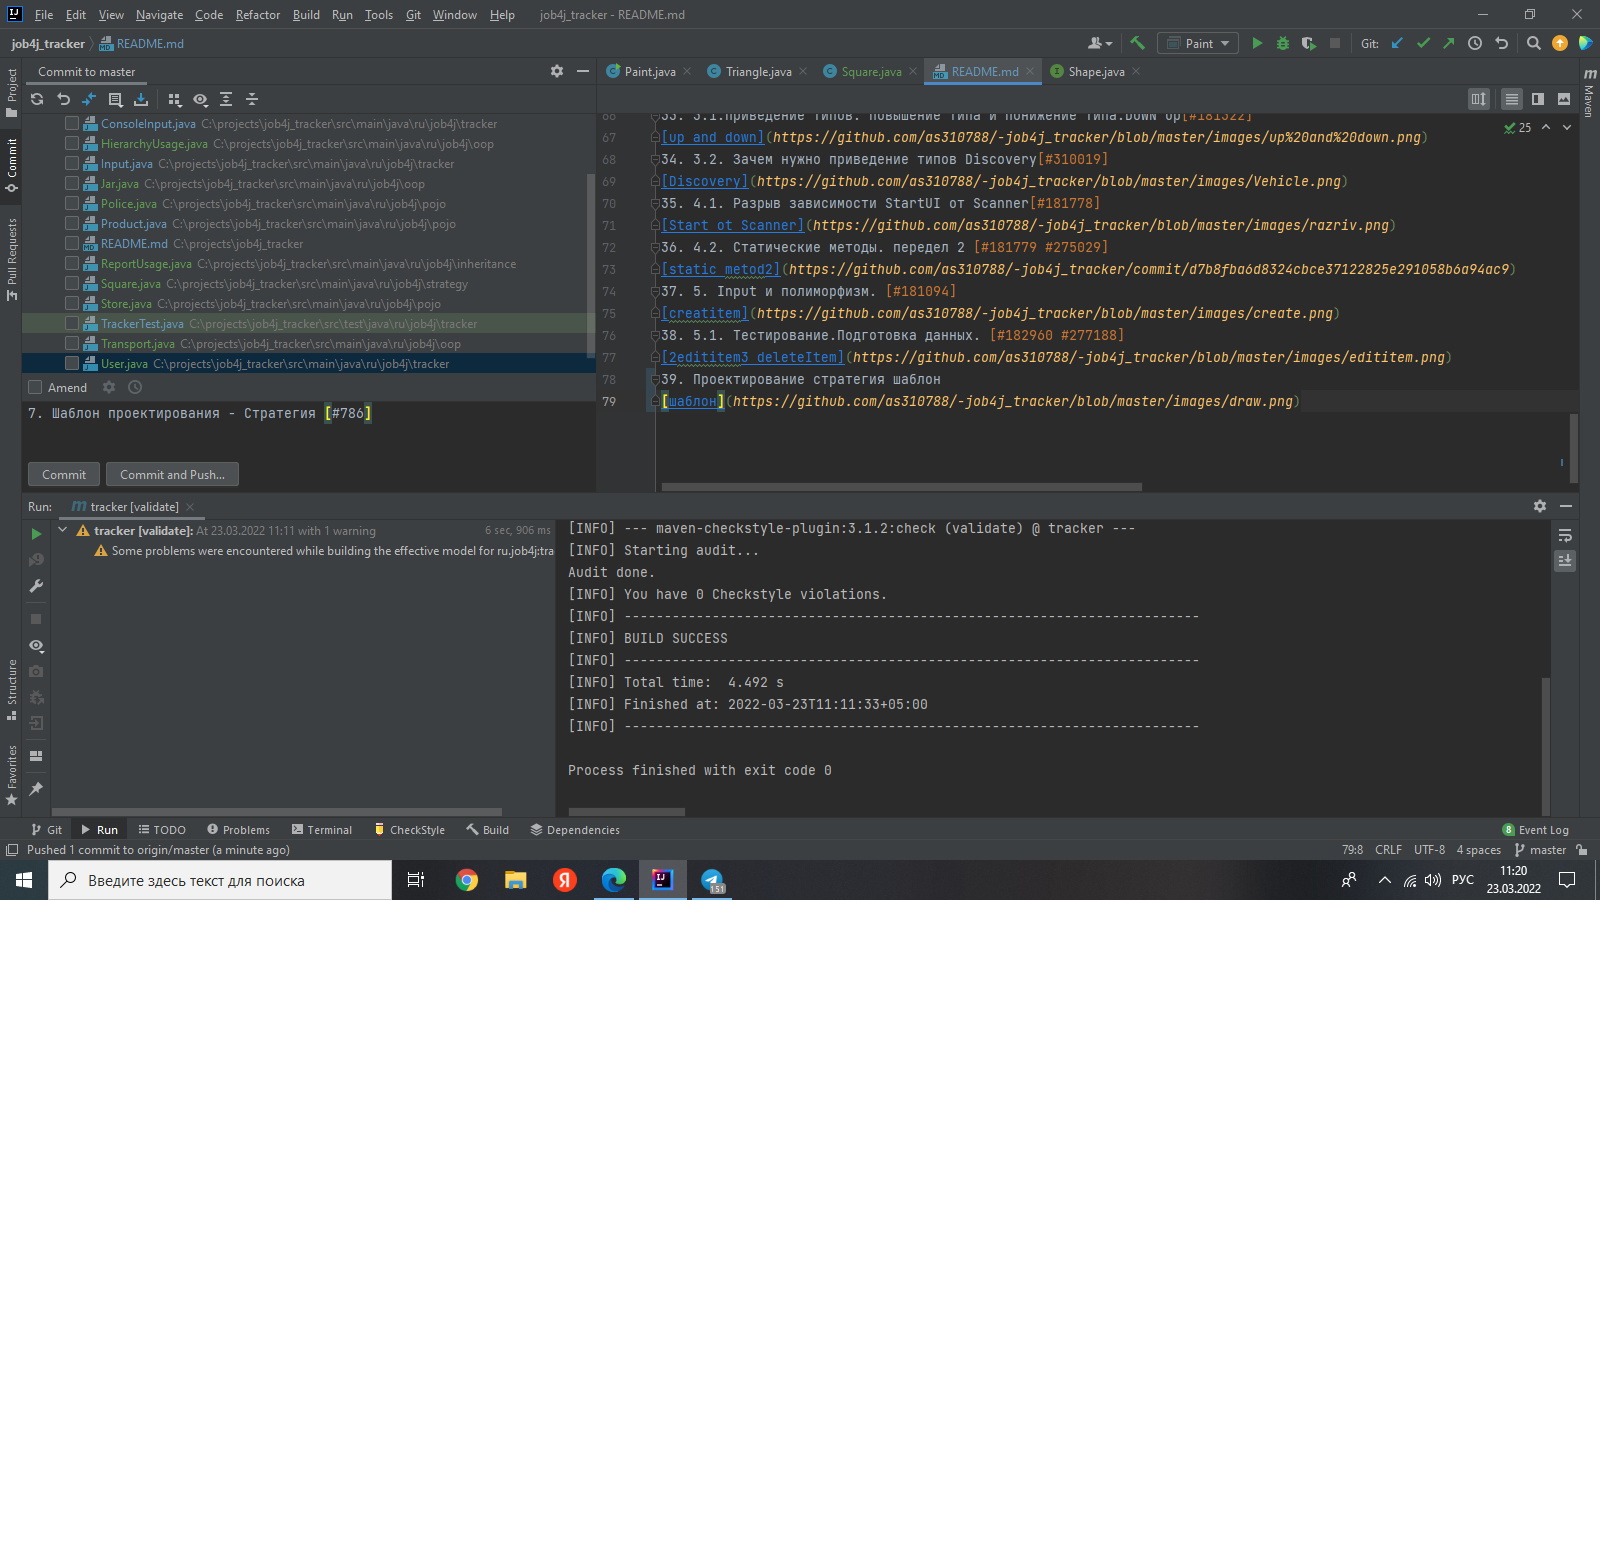 File Edit View Navigate Code Refactor Build Run Tools Git Window Help job4j_tracker - README.md
job4j_tracker README.md Paint Git:
Commit to master
Paint.java Triangle.java Square.java README.md Shape.java
ConsoleInput.java C:\projects\job4j_tracker\src\main\java\ru\job4j\tracker
HierarchyUsage.java C:\projects\job4j_tracker\src\main\java\ru\job4j\oop
Input.java C:\projects\job4j_tracker\src\main\java\ru\job4j\tracker
Jar.java C:\projects\job4j_tracker\src\main\java\ru\job4j\oop
Police.java C:\projects\job4j_tracker\src\main\java\ru\job4j\pojo
Product.java C:\projects\job4j_tracker\src\main\java\ru\job4j\pojo
README.md C:\projects\job4j_tracker
ReportUsage.java C:\projects\job4j_tracker\src\main\java\ru\job4j\inheritance
Square.java C:\projects\job4j_tracker\src\main\java\ru\job4j\strategy
Store.java C:\projects\job4j_tracker\src\main\java\ru\job4j\pojo
TrackerTest.java C:\projects\job4j_tracker\src\test\java\ru\job4j\tracker
Transport.java C:\projects\job4j_tracker\src\main\java\ru\job4j\oop
User.java C:\projects\job4j_tracker\src\main\java\ru\job4j\tracker
Amend
7. Шаблон проектирования - Стратегия [#786]
Commit Commit and Push...
66 33. 3.1.Приведение типов. Повышение типа и понижение типа.DOWN Up[#181322]
67 [up and down](https://github.com/as310788/-job4j_tracker/blob/master/images/up%20and%20down.png)
68 34. 3.2. Зачем нужно приведение типов Discovery[#310019]
69 [Discovery](https://github.com/as310788/-job4j_tracker/blob/master/images/Vehicle.png)
70 35. 4.1. Разрыв зависимости StartUI от Scanner[#181778]
71 [Start ot Scanner](https://github.com/as310788/-job4j_tracker/blob/master/images/razriv.png)
72 36. 4.2. Статические методы. передел 2 [#181779 #275029]
73 [static metod2](https://github.com/as310788/-job4j_tracker/commit/d7b8fba6d8324cbce37122825e291058b6a94ac9)
74 37. 5. Input и полиморфизм. [#181094]
75 [creatitem](https://github.com/as310788/-job4j_tracker/blob/master/images/create.png)
76 38. 5.1. Тестирование.Подготовка данных. [#182960 #277188]
77 [2edititem3 deleteItem](https://github.com/as310788/-job4j_tracker/blob/master/images/edititem.png)
78 39. Проектирование стратегия шаблон
79 [шаблон](https://github.com/as310788/-job4j_tracker/blob/master/images/draw.png)
25
Project
Commit
Pull Requests
Structure
Favorites
Maven
Run: tracker [validate]
tracker [validate]: At 23.03.2022 11:11 with 1 warning 6 sec, 906 ms
Some problems were encountered while building the effective model for ru.job4j:tra
[INFO] --- maven-checkstyle-plugin:3.1.2:check (validate) @ tracker ---
[INFO] Starting audit...
Audit done.
[INFO] You have 0 Checkstyle violations.
[INFO] ------------------------------------------------------------------------
[INFO] BUILD SUCCESS
[INFO] ------------------------------------------------------------------------
[INFO] Total time:  4.492 s
[INFO] Finished at: 2022-03-23T11:11:33+05:00
[INFO] ------------------------------------------------------------------------
Process finished with exit code 0
Git Run TODO Problems Terminal CheckStyle Build Dependencies 8 Event Log
Pushed 1 commit to origin/master (a minute ago) 79:8 CRLF UTF-8 4 spaces master
Введите здесь текст для поиска 151 РУС 11:20
23.03.2022